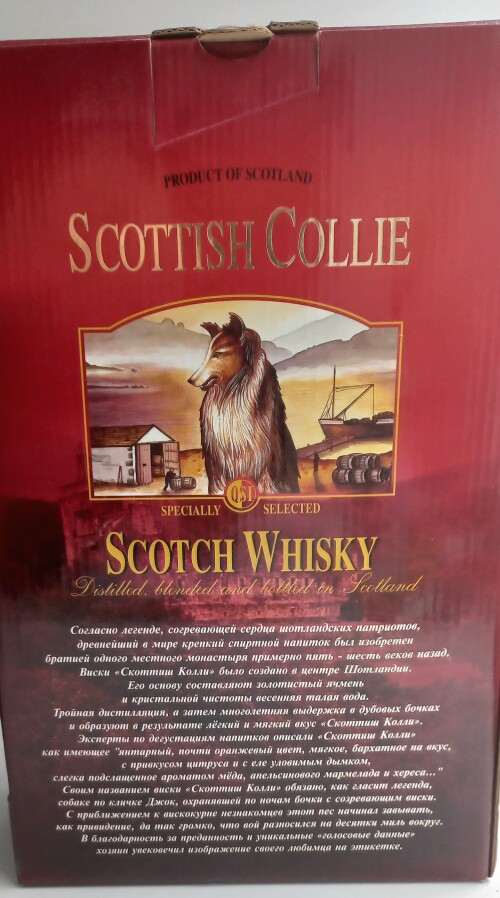 PRODUCT OF SCOTLAND
SCOTTISH COLLIE
QSI
SPECIALLY SELECTED
SCOTCH WHISKY
Distilled, blended and bottled in Scotland
Согласно легенде, согревающей сердца шотландских патриотов,
древнейший в мире крепкий спиртной напиток был изобретен
братией одного местного монастыря примерно пять - шесть веков назад.
Виски «Скоттиш Колли» было создано в центре Шотландии.
Его основу составляют золотистый ячмень
и кристальной чистоты весенняя талая вода.
Тройная дистилляция, а затем многолетняя выдержка в дубовых бочках
и образуют в результате лёгкий и мягкий вкус «Скоттиш Колли».
Эксперты по дегустациям напитков описали «Скоттиш Колли»
как имеющее "янтарный, почти оранжевый цвет, мягкое, бархатное на вкус,
с привкусом цитруса и с еле уловимым дымком,
слегка подслащенное ароматом мёда, апельсинового мармелада и хереса..."
Своим названием виски «Скоттиш Колли» обязано, как гласит легенда,
собаке по кличке Джок, охранившей по ночам бочки с созревающим виски.
С приближением к вискокурне незнакомцев этот пес начинал завывать,
как привидение, да так громко, что вой разносился на десятки миль вокруг.
В благодарность за преданность и уникальные «голосовые данные»
хозяин увековечил изображение своего любимца на этикетке.